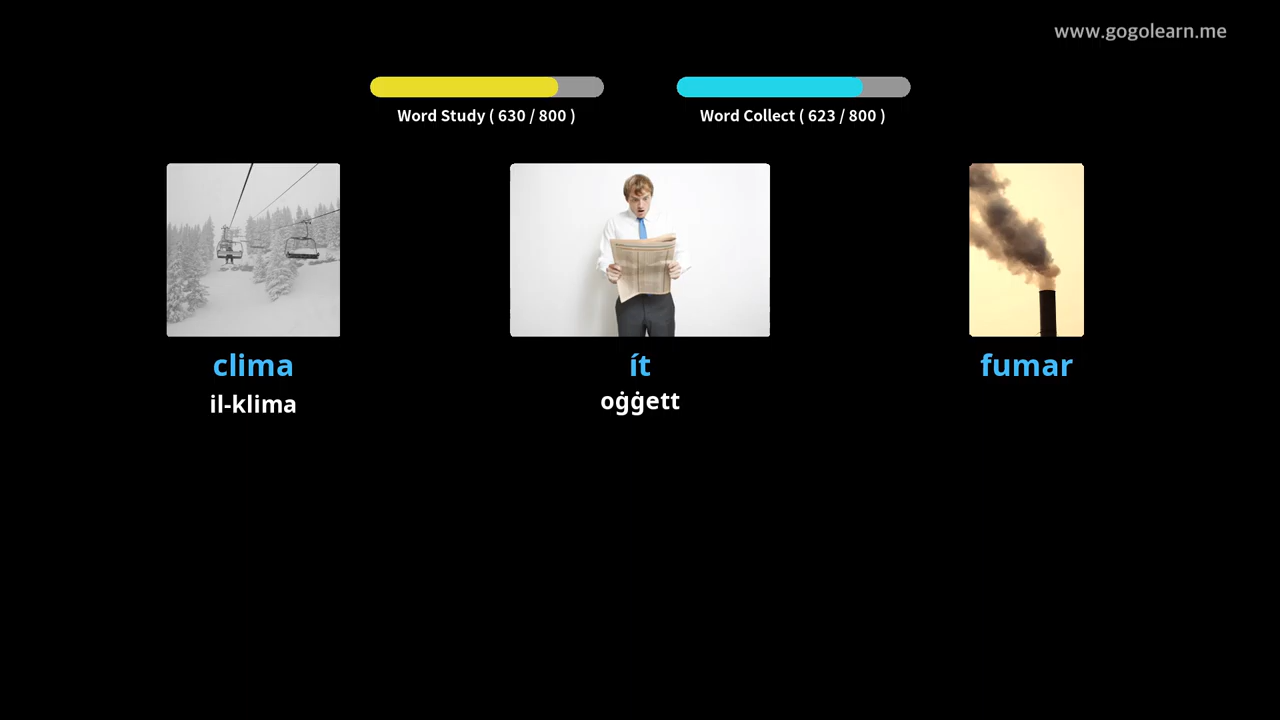 www.gogolearn.me
Word Study ( 630 / 800 )
Word Collect ( 623 / 800 )
clima
ít
fumar
il-klima
oġġett